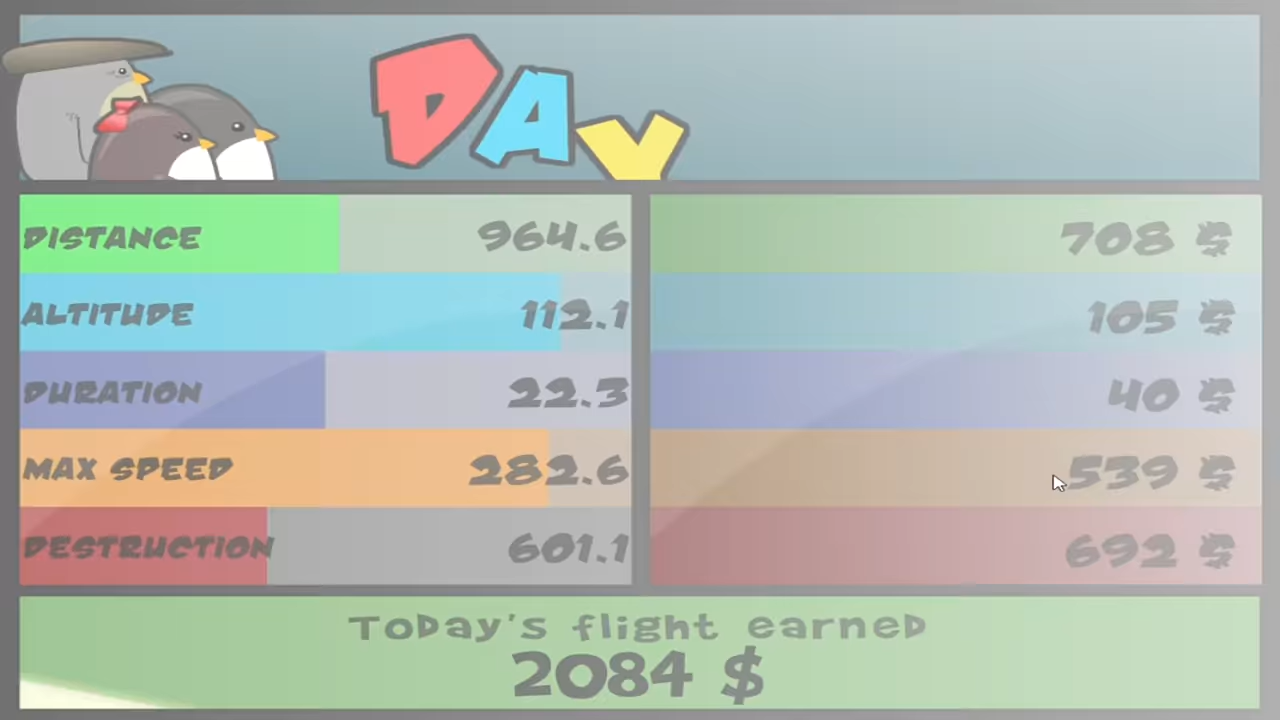 DAY
DISTANCE 964.6 708 $
ALTITUDE 112.1 105 $
DURATION 22.3 40 $
MAX SPEED 282.6 539 $
DESTRUCTION 601.1 692 $
Today's flight earned
2084 $